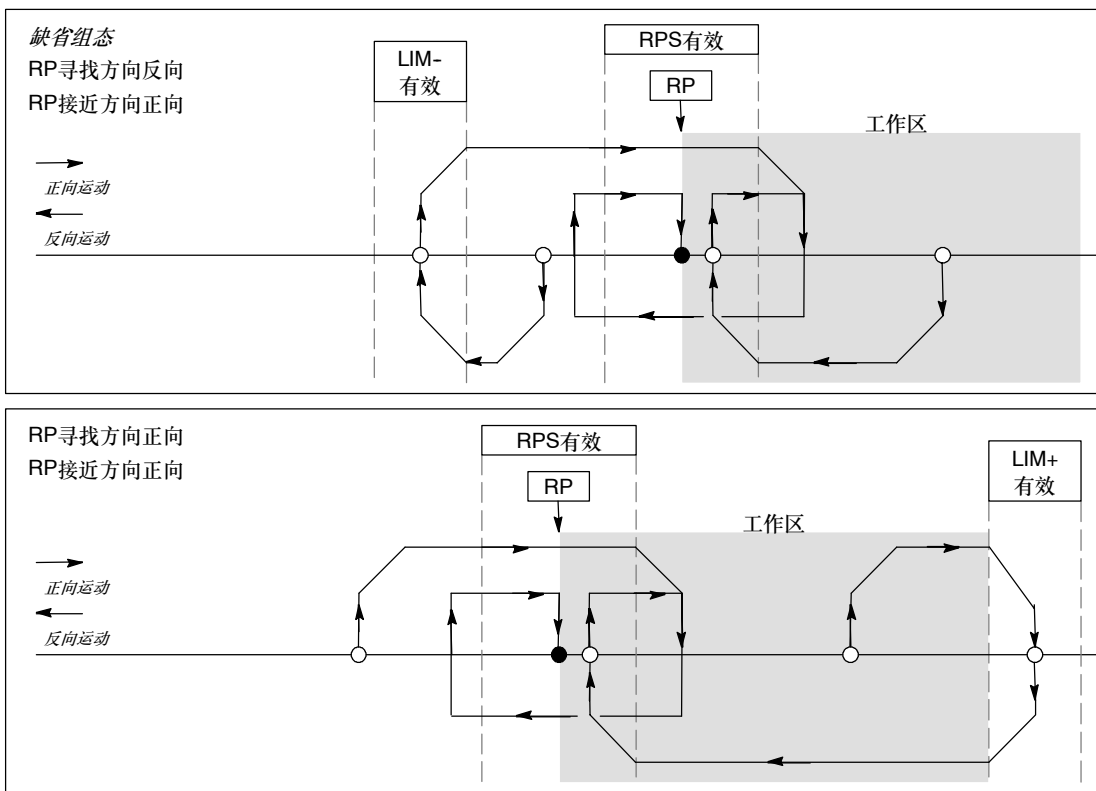 缺省组态
RP寻找方向反向
RP接近方向正向
LIM-
有效
RPS有效
RP
工作区
正向运动
反向运动
RP寻找方向正向
RP接近方向正向
RPS有效
RP
LIM+
有效
工作区
正向运动
反向运动